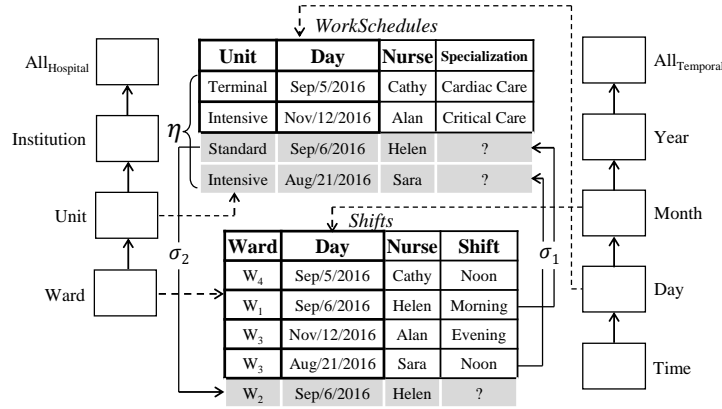 WorkSchedules
Unit Day Nurse Specialization
Terminal Sep/5/2016 Cathy Cardiac Care
Intensive Nov/12/2016 Alan Critical Care
Standard Sep/6/2016 Helen ?
Intensive Aug/21/2016 Sara ?
η
Shifts
Ward Day Nurse Shift
W4 Sep/5/2016 Cathy Noon
W1 Sep/6/2016 Helen Morning
W3 Nov/12/2016 Alan Evening
W3 Aug/21/2016 Sara Noon
W2 Sep/6/2016 Helen ?
σ2
σ1
AllHospital
Institution
Unit
Ward
AllTemporal
Year
Month
Day
Time